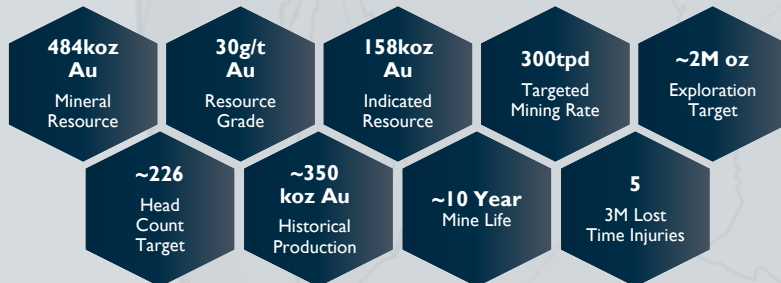 484koz
Au
Mineral
Resource
30g/t
Au
Resource
Grade
158koz
Au
Indicated
Resource
300tpd
Targeted
Mining Rate
~2M oz
Exploration
Target
~226
Head
Count
Target
~350
koz Au
Historical
Production
~10 Year
Mine Life
5
3M Lost
Time Injuries